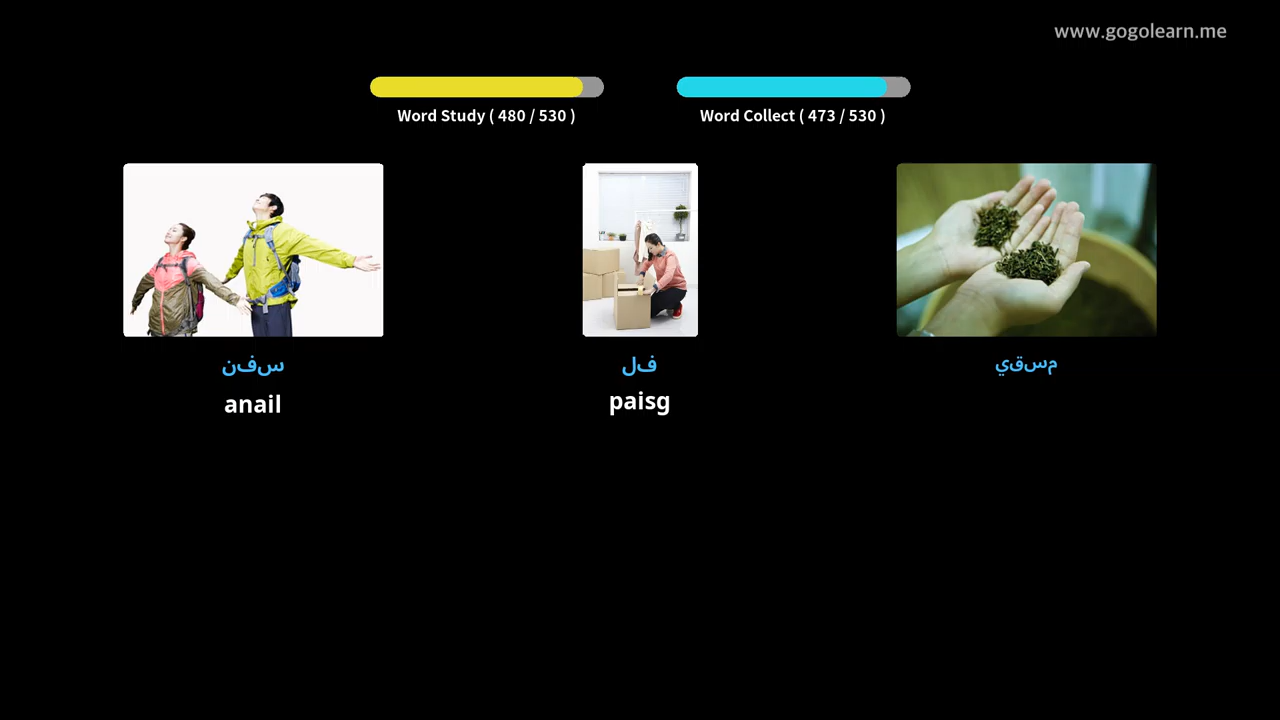 www.gogolearn.me
Word Study ( 480 / 530 )
Word Collect ( 473 / 530 )
سفن
anail
فل
paisg
مسقي